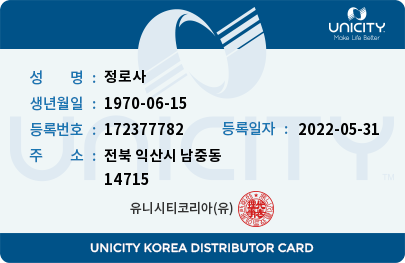 UNICITY
Make Life Better
성 명 : 정로사
생년월일 : 1970-06-15
등록번호 : 172377782 등록일자 : 2022-05-31
주 소 : 전북 익산시 남중동
14715
유니시티코리아(유)
UNICITY
UNICITY KOREA DISTRIBUTOR CARD